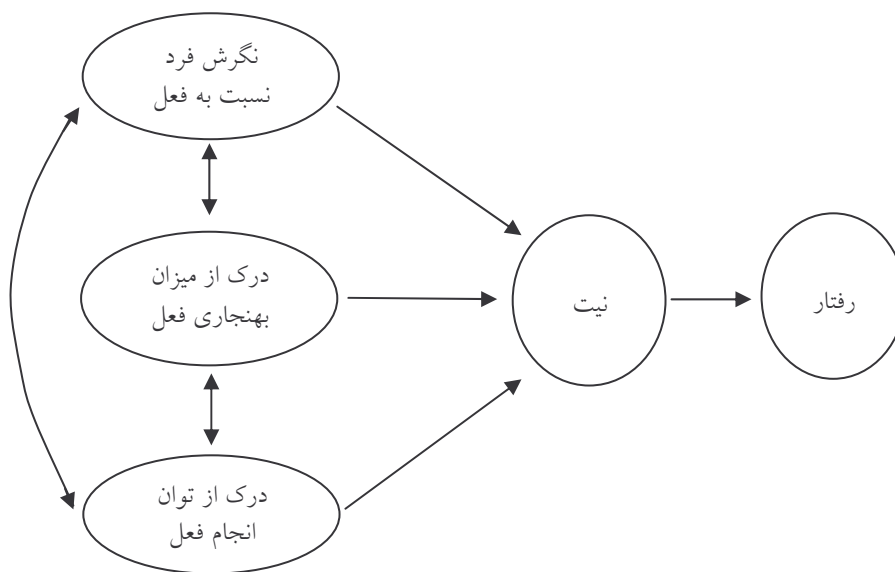 نگرش فرد
نسبت به فعل
درک از میزان
بهنجاری فعل
درک از توان
انجام فعل
نیت
رفتار